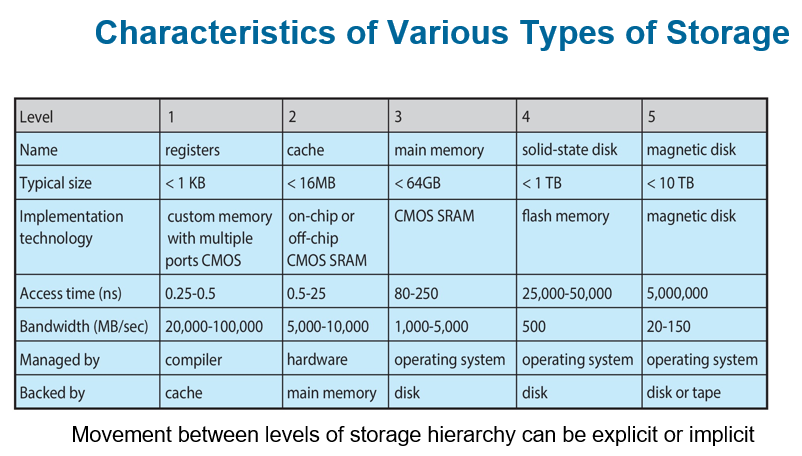 Characteristics of Various Types of Storage
Level 1 2 3 4 5
Name registers cache main memory solid-state disk magnetic disk
Typical size < 1 KB < 16MB < 64GB < 1 TB < 10 TB
Implementation technology custom memory with multiple ports CMOS on-chip or off-chip CMOS SRAM CMOS SRAM flash memory magnetic disk
Access time (ns) 0.25-0.5 0.5-25 80-250 25,000-50,000 5,000,000
Bandwidth (MB/sec) 20,000-100,000 5,000-10,000 1,000-5,000 500 20-150
Managed by compiler hardware operating system operating system operating system
Backed by cache main memory disk disk disk or tape
Movement between levels of storage hierarchy can be explicit or implicit